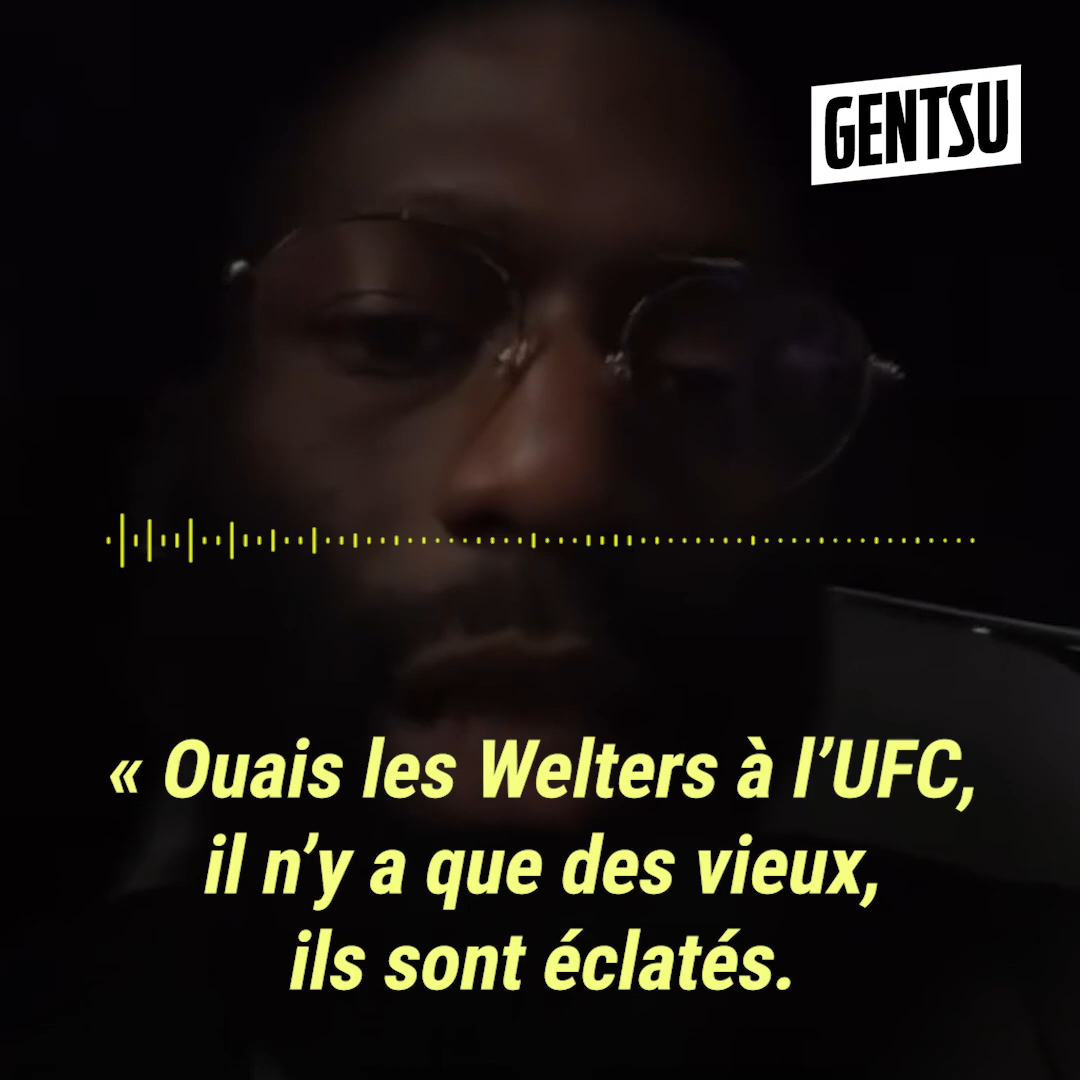 GENTSU
« Ouais les Welters à l’UFC,
il n’y a que des vieux,
ils sont éclatés.